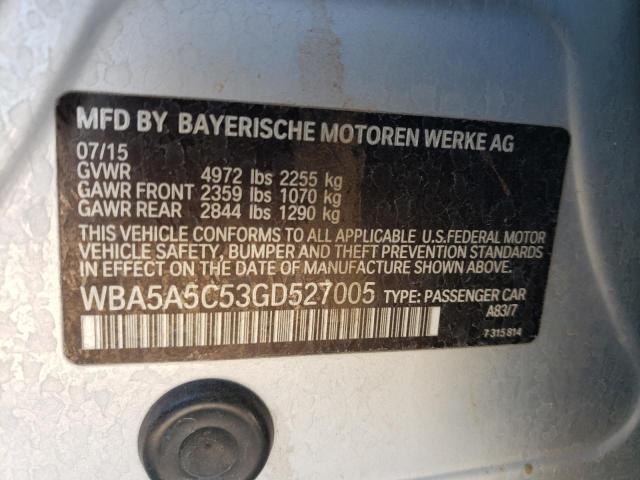 MFD BY BAYERISCHE MOTOREN WERKE AG
07/15
GVWR 4972 lbs 2255 kg
GAWR FRONT 2359 lbs 1070 kg
GAWR REAR 2844 lbs 1290 kg
THIS VEHICLE CONFORMS TO ALL APPLICABLE U.S.FEDERAL MOTOR
VEHICLE SAFETY, BUMPER AND THEFT PREVENTION STANDARDS
IN EFFECT ON THE DATE OF MANUFACTURE SHOWN ABOVE.
WBA5A5C53GD527005 TYPE: PASSENGER CAR
A83/7
7 315 814